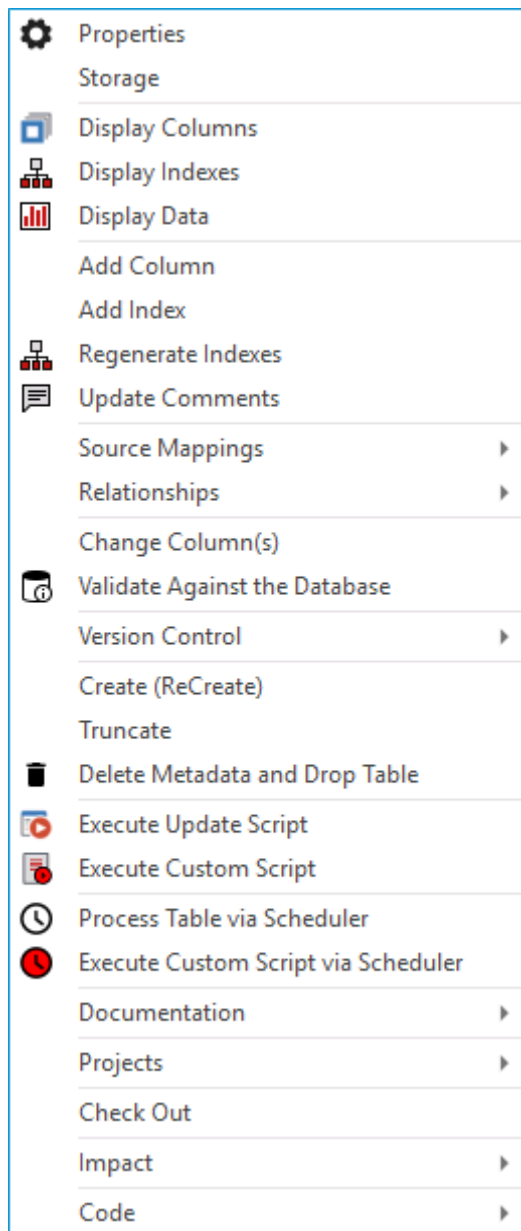 Properties
Storage
Display Columns
Display Indexes
Display Data
Add Column
Add Index
Regenerate Indexes
Update Comments
Source Mappings
Relationships
Change Column(s)
Validate Against the Database
Version Control
Create (ReCreate)
Truncate
Delete Metadata and Drop Table
Execute Update Script
Execute Custom Script
Process Table via Scheduler
Execute Custom Script via Scheduler
Documentation
Projects
Check Out
Impact
Code